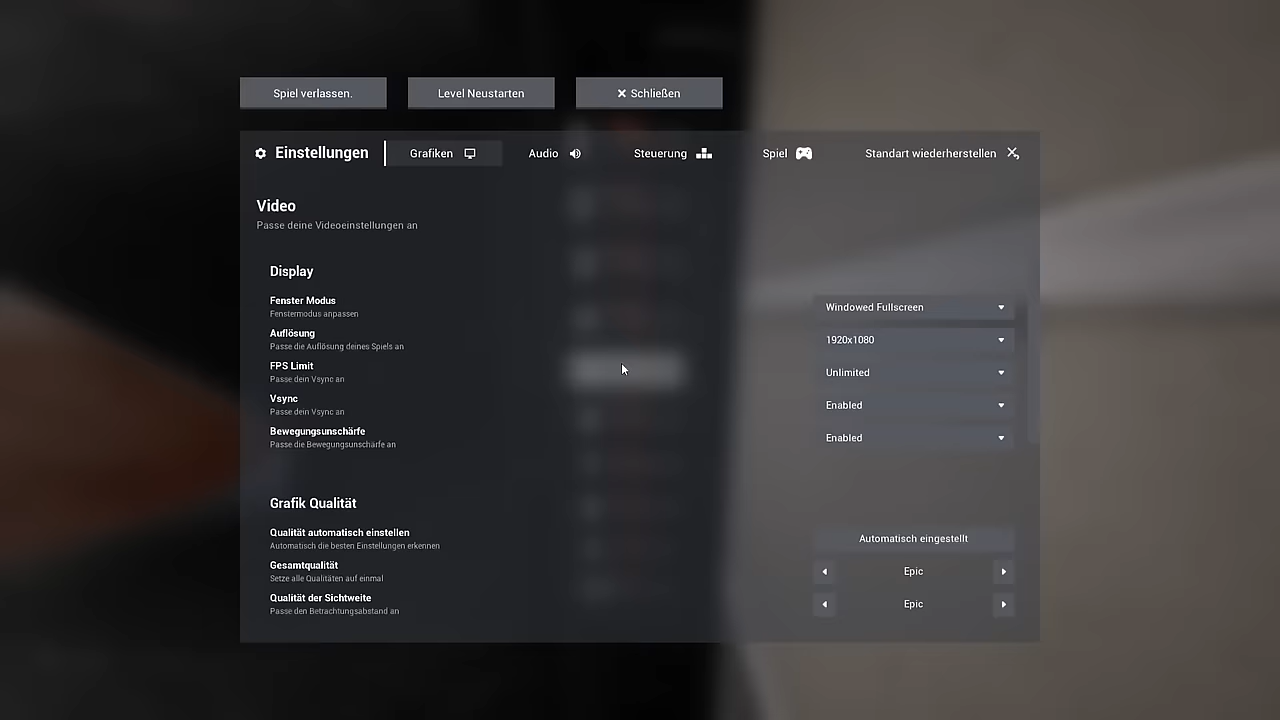 Spiel verlassen.
Level Neustarten
Schließen
Einstellungen
Grafiken
Audio
Steuerung
Spiel
Standart wiederherstellen
Video
Passe deine Videoeinstellungen an
Display
Fenster Modus
Fenstermodus anpassen
Windowed Fullscreen
Auflösung
Passe die Auflösung deines Spiels an
1920x1080
FPS Limit
Passe dein Vsync an
Unlimited
Vsync
Passe dein Vsync an
Enabled
Bewegungsunschärfe
Passe die Bewegungsunschärfe an
Enabled
Grafik Qualität
Qualität automatisch einstellen
Automatisch die besten Einstellungen erkennen
Automatisch eingestellt
Gesamtqualität
Setze alle Qualitäten auf einmal
Epic
Qualität der Sichtweite
Passe den Betrachtungsabstand an
Epic